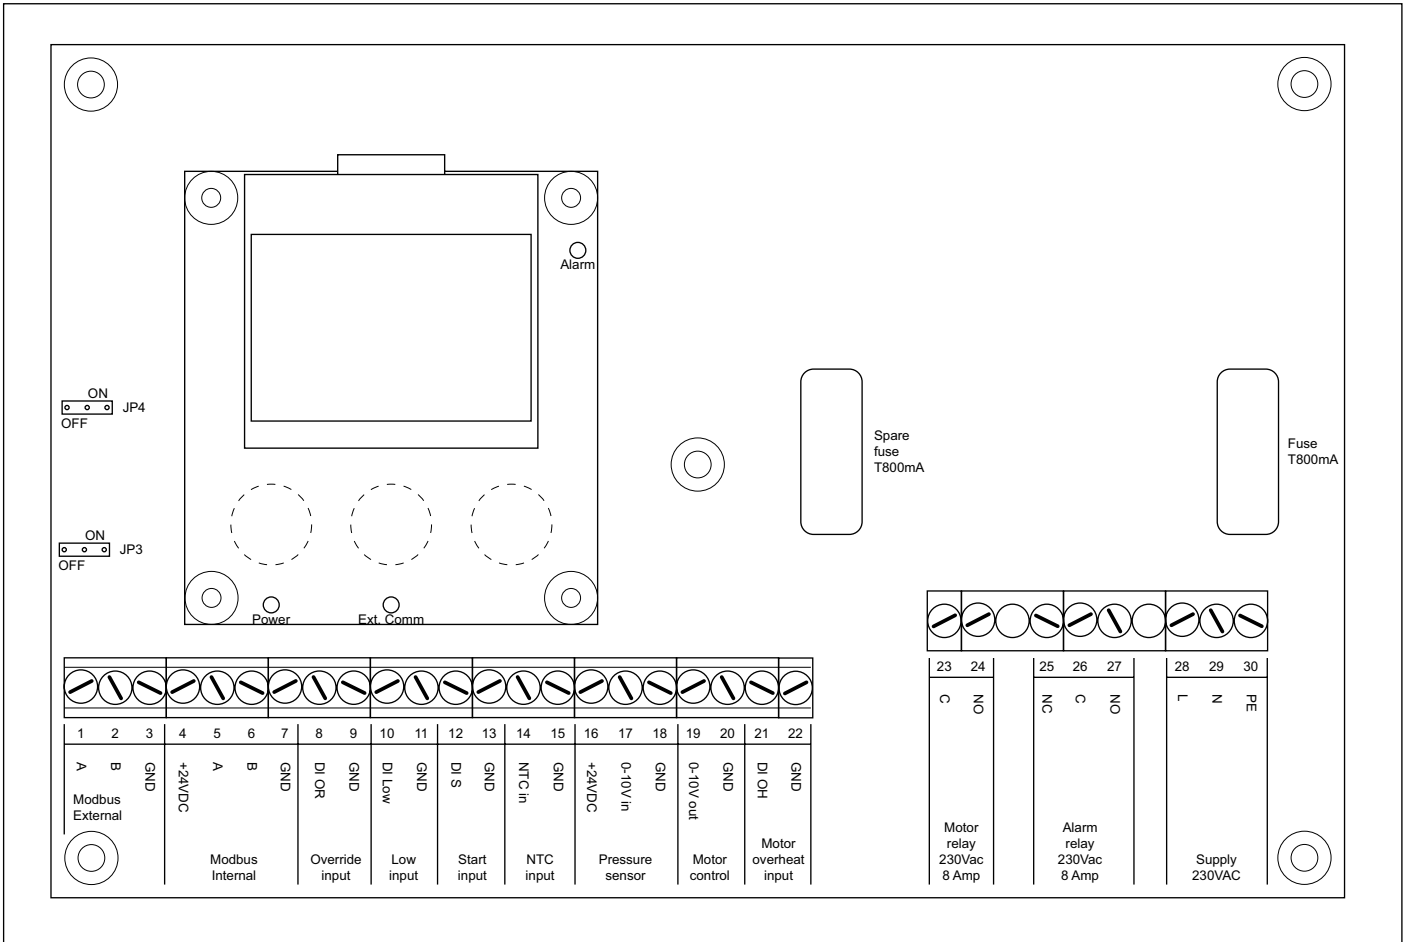 Alarm
ON
JP4
OFF
Spare
fuse
T800mA
Fuse
T800mA
ON
JP3
OFF
Power
Ext. Comm
23 24 25 26 27 28 29 30
C NO NC C NO L N PE
1 2 3 4 5 6 7 8 9 10 11 12 13 14 15 16 17 18 19 20 21 22
A B GND +24VDC A B GND DI OR GND DI Low GND DI S GND NTC in GND +24VDC 0-10V in GND 0-10V out GND DI OH GND
Modbus
External
Modbus
Internal
Override
input
Low
input
Start
input
NTC
input
Pressure
sensor
Motor
control
Motor
overheat
input
Motor
relay
230Vac
8 Amp
Alarm
relay
230Vac
8 Amp
Supply
230VAC